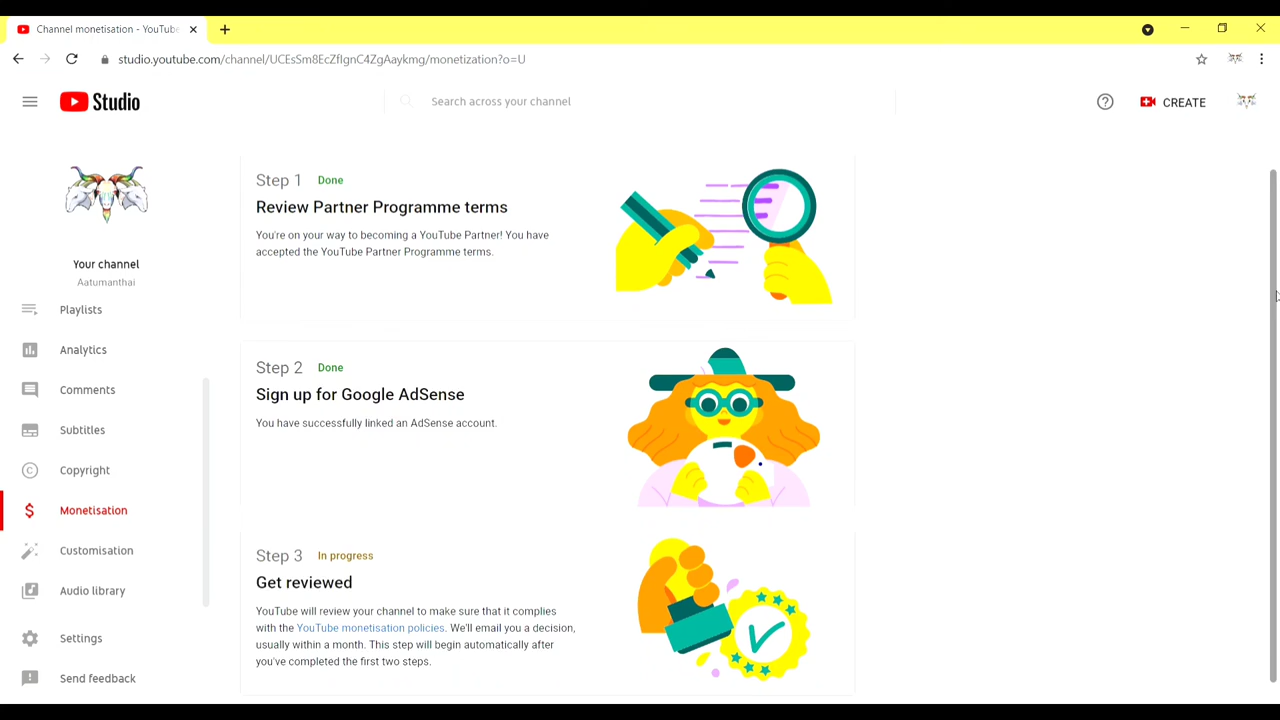 Channel monetisation - YouTube
studio.youtube.com/channel/UCEsSm8EcZfIgnC4ZgAaykmg/monetization?o=U
Studio
Search across your channel
CREATE
Your channel
Aatumanthai
Playlists
Analytics
Comments
Subtitles
Copyright
Monetisation
Customisation
Audio library
Settings
Send feedback
Step 1 Done
Review Partner Programme terms
You're on your way to becoming a YouTube Partner! You have
accepted the YouTube Partner Programme terms.
Step 2 Done
Sign up for Google AdSense
You have successfully linked an AdSense account.
Step 3 In progress
Get reviewed
YouTube will review your channel to make sure that it complies
with the YouTube monetisation policies. We'll email you a decision,
usually within a month. This step will begin automatically after
you've completed the first two steps.